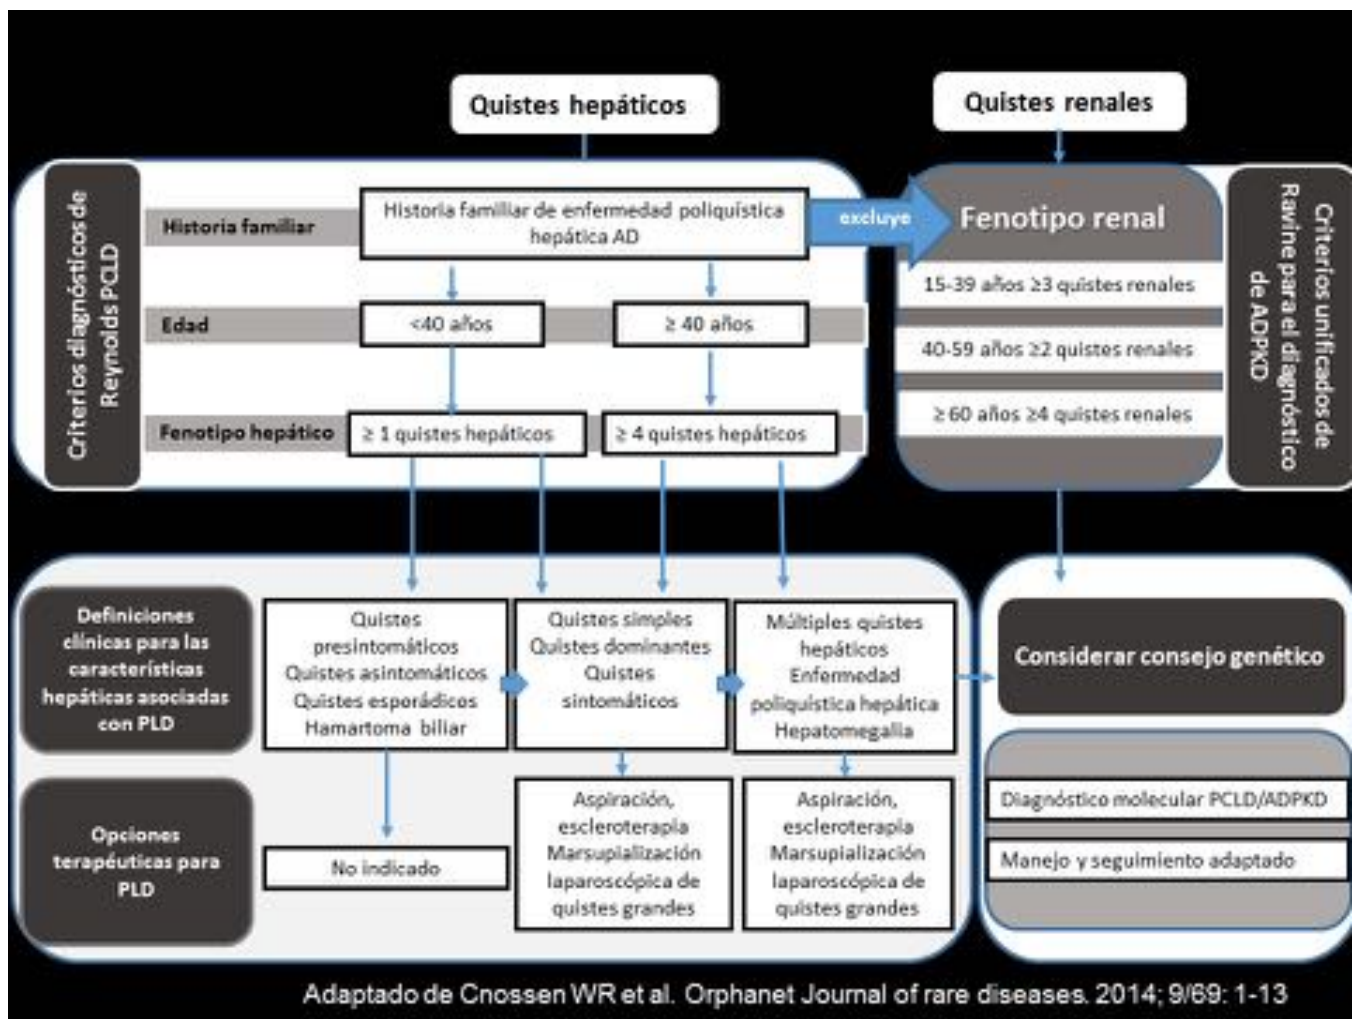 Quistes hepáticos
Quistes renales
Criterios diagnósticos de
Reynolds PCLD
Historia familiar
Historia familiar de enfermedad poliquística
hepática AD
excluye
Edad
<40 años
≥ 40 años
Fenotipo hepático
≥ 1 quistes hepáticos
≥ 4 quistes hepáticos
Fenotipo renal
15-39 años ≥3 quistes renales
40-59 años ≥2 quistes renales
≥ 60 años ≥4 quistes renales
Criterios unificados de
Ravine para el diagnóstico
de ADPKD
Definiciones
clínicas para las
características
hepáticas asociadas
con PLD
Quistes
presintomáticos
Quistes asintomáticos
Quistes esporádicos
Hamartoma biliar
Quistes simples
Quistes dominantes
Quistes
sintomáticos
Múltiples quistes
hepáticos
Enfermedad
poliquística hepática
Hepatomegalia
Considerar consejo genético
Opciones
terapéuticas para
PLD
No indicado
Aspiración,
escleroterapia
Marsupialización
laparoscópica de
quistes grandes
Aspiración,
escleroterapia
Marsupialización
laparoscópica de
quistes grandes
Diagnóstico molecular PCLD/ADPKD
Manejo y seguimiento adaptado
Adaptado de Cnossen WR et al. Orphanet Journal of rare diseases. 2014; 9/69: 1-13